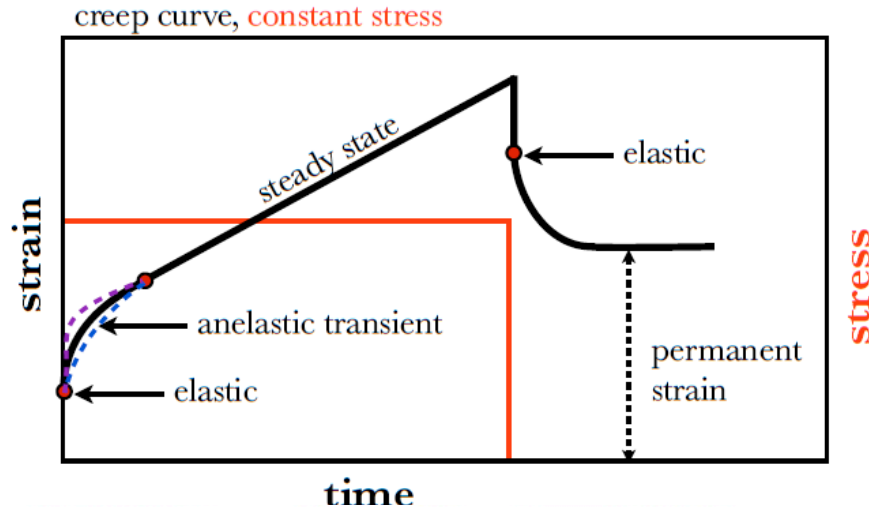 creep curve, constant stress
steady state
elastic
strain
stress
anelastic transient
permanent
strain
elastic
time